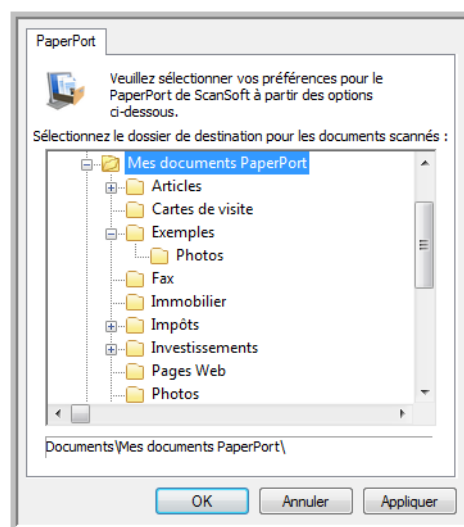 PaperPort
Veuillez sélectionner vos préférences pour le
PaperPort de ScanSoft à partir des options
ci-dessous.
Sélectionnez le dossier de destination pour les documents scannés :
Mes documents PaperPort
Articles
Cartes de visite
Exemples
Photos
Fax
Immobilier
Impôts
Investissements
Pages Web
Photos
Documents\Mes documents PaperPort\
OK Annuler Appliquer